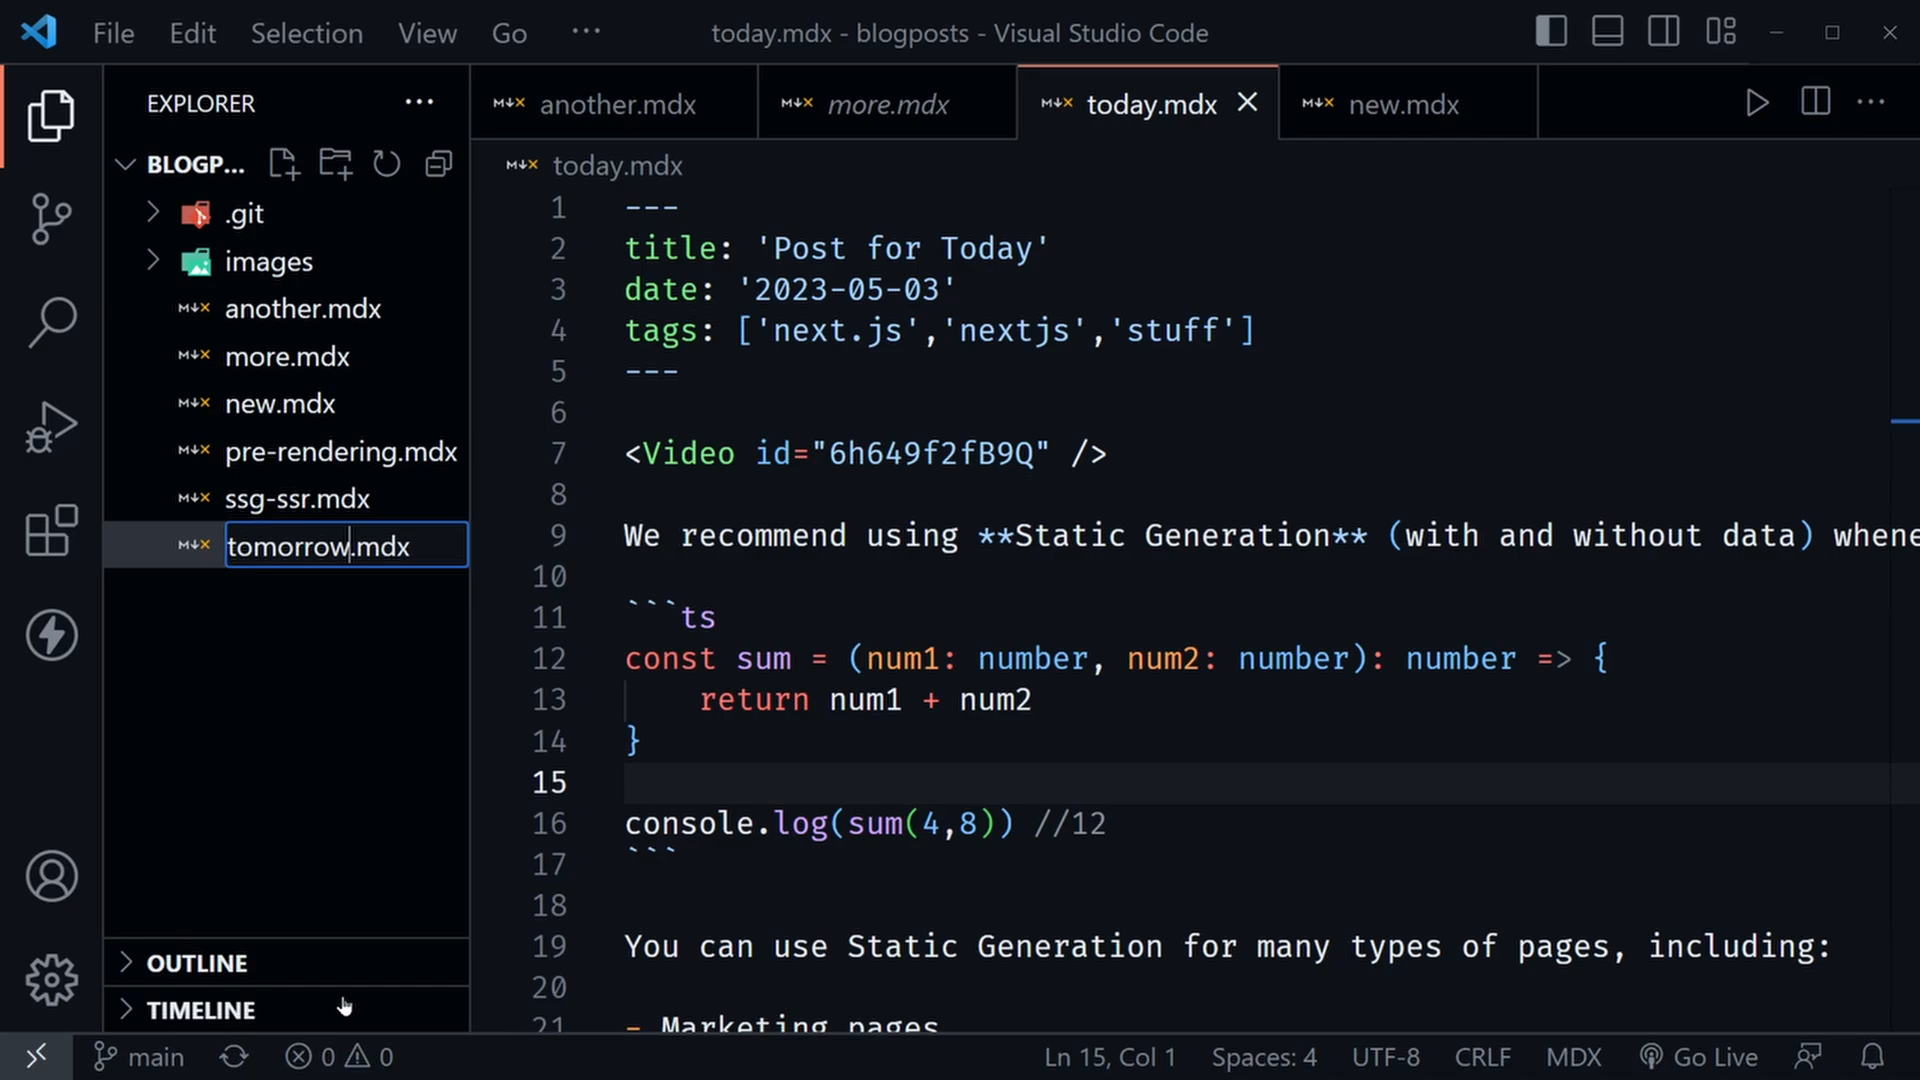 File Edit Selection View Go ··· today.mdx - blogposts - Visual Studio Code
EXPLORER ···
BLOGP...
.git
images
another.mdx
more.mdx
new.mdx
pre-rendering.mdx
ssg-ssr.mdx
tomorrow.mdx
OUTLINE
TIMELINE
another.mdx more.mdx today.mdx new.mdx
today.mdx
1 ---
2 title: 'Post for Today'
3 date: '2023-05-03'
4 tags: ['next.js','nextjs','stuff']
5 ---
6
7 <Video id="6h649f2fB9Q" />
8
9 We recommend using **Static Generation** (with and without data) whene
10
11 ```ts
12 const sum = (num1: number, num2: number): number => {
13 return num1 + num2
14 }
15
16 console.log(sum(4,8)) //12
17 ```
18
19 You can use Static Generation for many types of pages, including:
20
21 - Marketing pages
main 0 0 Ln 15, Col 1 Spaces: 4 UTF-8 CRLF MDX Go Live